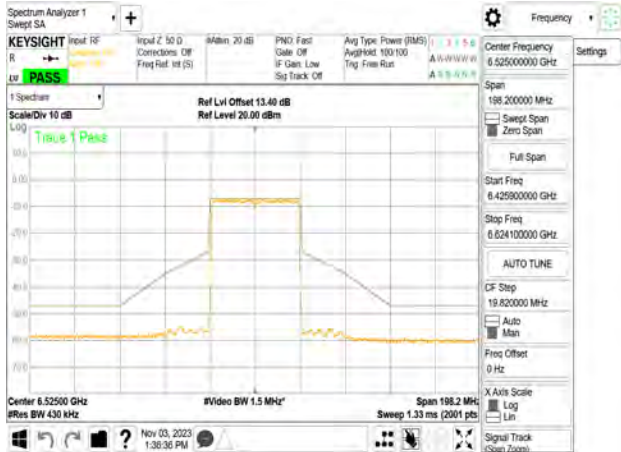 Spectrum Analyzer 1
Swept SA
Frequency
KEYSIGHT Input: RF
Input Z: 50 Ω
#Atten: 20 dB
PNO: Fast
Avg Type: Power (RMS)
R
Corrections: Off
Gate: Off
Avg|Hold: 100/100
Freq Ref: Int (S)
IF Gain: Low
Trig: Free Run
Sig Track: Off
LV PASS
1 Spectrum
Scale/Div 10 dB
Ref Lvl Offset 13.40 dB
Ref Level 20.00 dBm
Log
Trace 1 Pass
Center 6.52500 GHz
#Video BW 1.5 MHz*
Span 198.2 MHz
#Res BW 430 kHz
Sweep 1.33 ms (2001 pts
Nov 03, 2023
1:36:36 PM
?
Settings
Center Frequency
6.525000000 GHz
Span
198.200000 MHz
Swept Span
Zero Span
Full Span
Start Freq
6.425900000 GHz
Stop Freq
6.624100000 GHz
AUTO TUNE
CF Step
19.820000 MHz
Auto
Man
Freq Offset
0 Hz
X Axis Scale
Log
Lin
Signal Track
(Span Zoom)